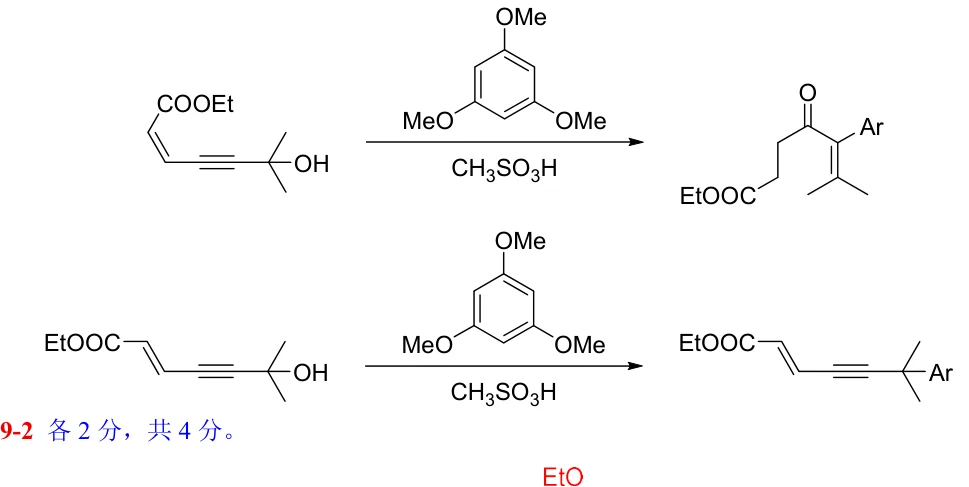 OMe
COOEt
MeO OMe
OH
CH₃SO₃H
O
Ar
EtOOC
OMe
EtOOC
MeO OMe
OH
CH₃SO₃H
EtOOC
Ar
9-2 各 2 分，共 4 分。
EtO